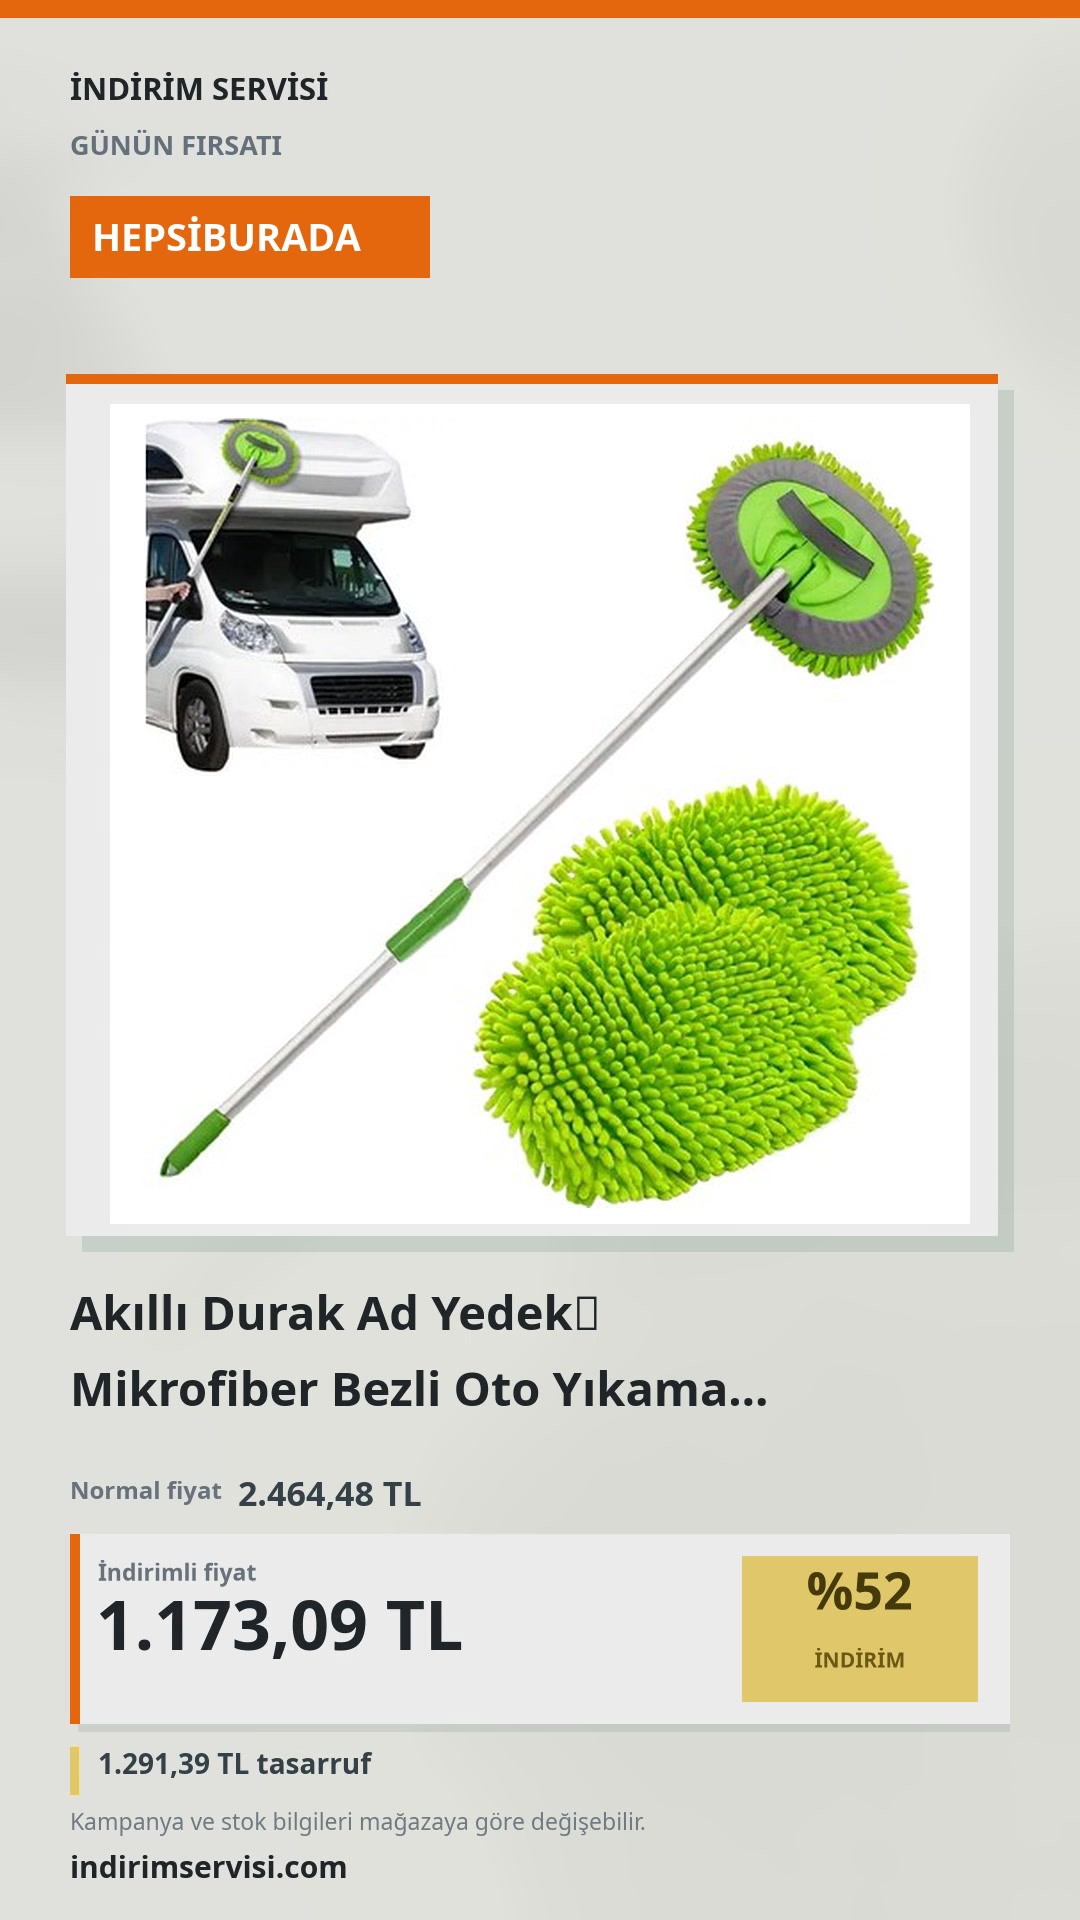 İNDİRİM SERVİSİ
GÜNÜN FIRSATI
HEPSİBURADA
Akıllı Durak Ad Yedek
Mikrofiber Bezli Oto Yıkama...
Normal fiyat 2.464,48 TL
İndirimli fiyat
1.173,09 TL
%52
İNDİRİM
1.291,39 TL tasarruf
Kampanya ve stok bilgileri mağazaya göre değişebilir.
indirimservisi.com